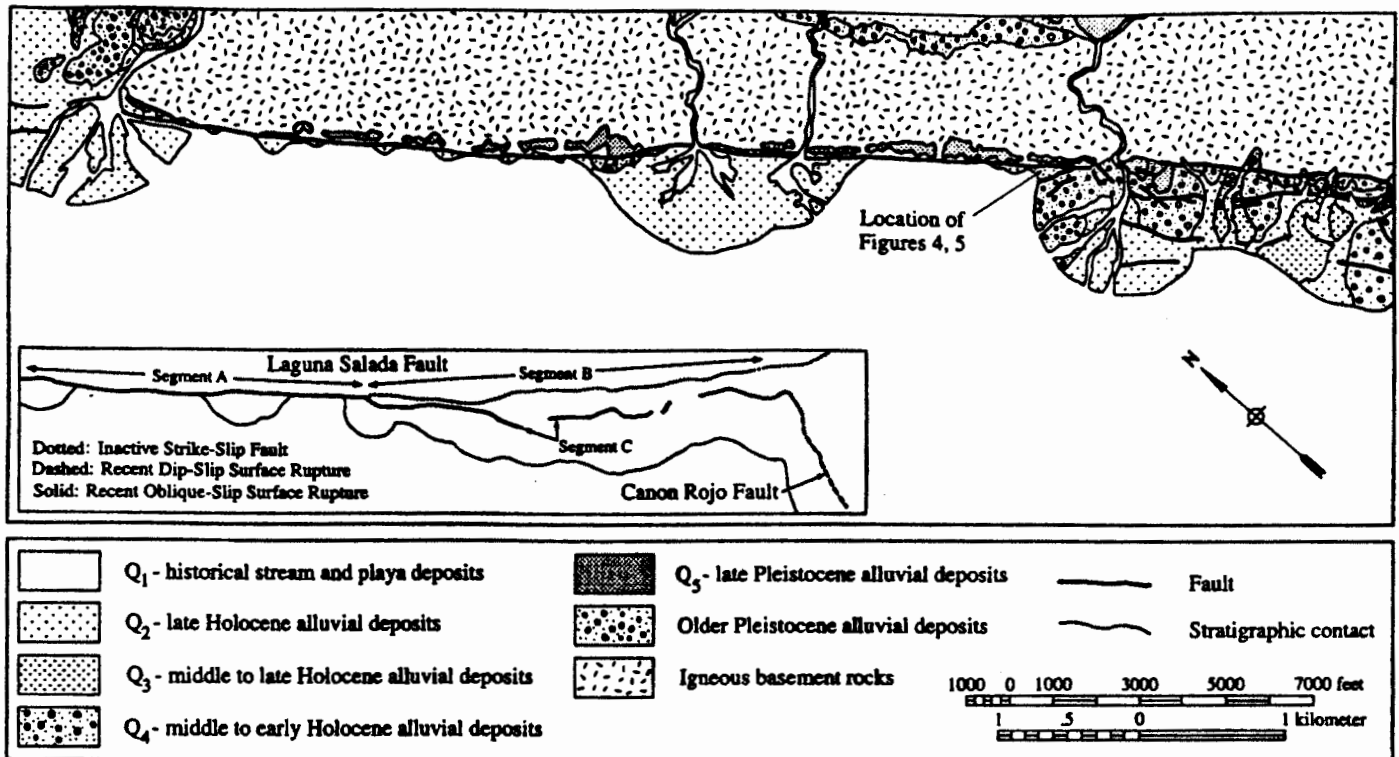 Location of
Figures 4, 5
N
Laguna Salada Fault
Segment A
Segment B
Segment C
Dotted: Inactive Strike-Slip Fault
Dashed: Recent Dip-Slip Surface Rupture
Solid: Recent Oblique-Slip Surface Rupture
Canon Rojo Fault
Q1 - historical stream and playa deposits
Q2 - late Holocene alluvial deposits
Q3 - middle to late Holocene alluvial deposits
Q4 - middle to early Holocene alluvial deposits
Q5 - late Pleistocene alluvial deposits
Older Pleistocene alluvial deposits
Igneous basement rocks
Fault
Stratigraphic contact
1000 0 1000 3000 5000 7000 feet
1 .5 0 1 kilometer